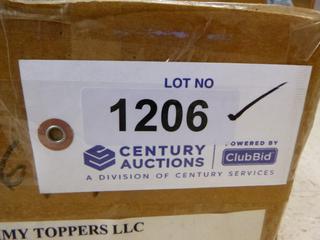 LOT NO
1206
CENTURY
AUCTIONS
POWERED BY
ClubBid
A DIVISION OF CENTURY SERVICES
MY TOPPERS LLC